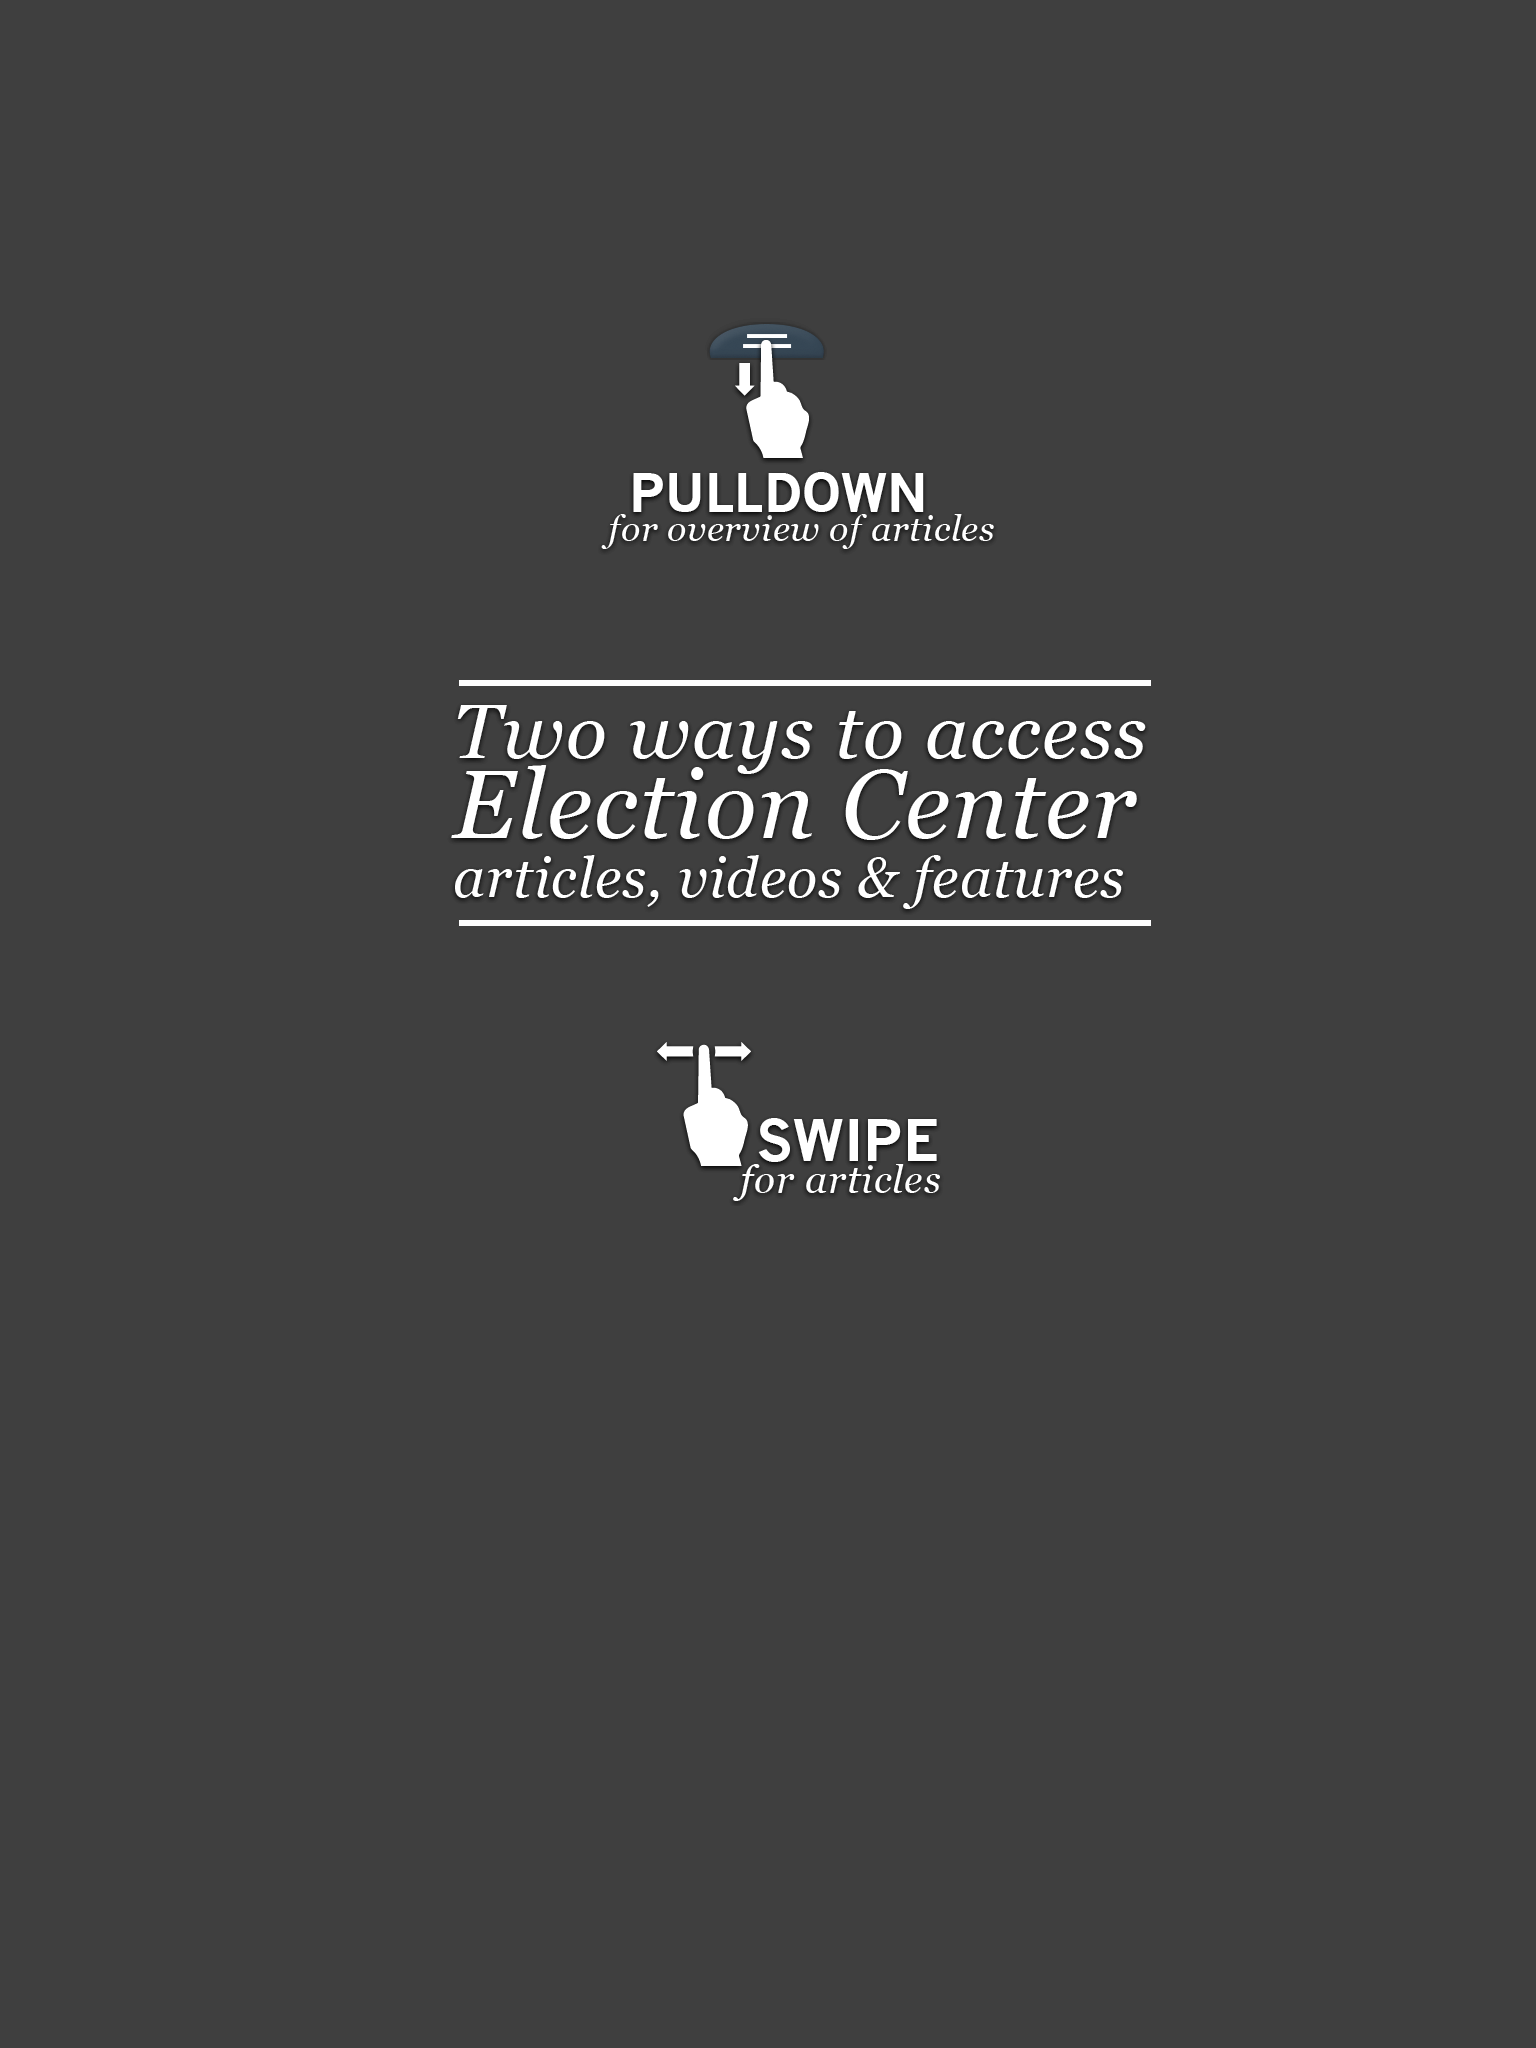 PULLDOWN
for overview of articles
Two ways to access
Election Center
articles, videos & features
SWIPE
for articles